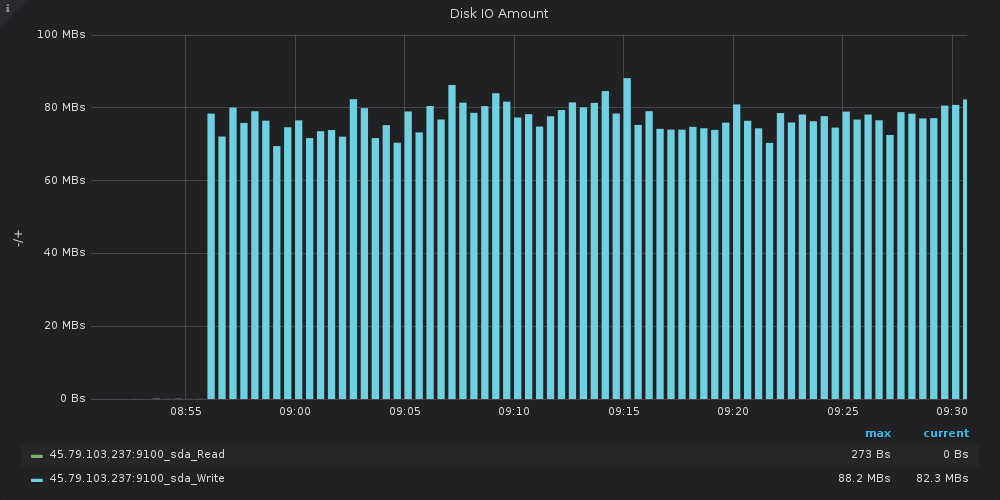 i
Disk IO Amount
100 MBs
80 MBs
60 MBs
40 MBs
20 MBs
0 Bs
-/+
08:55 09:00 09:05 09:10 09:15 09:20 09:25 09:30
max current
45.79.103.237:9100_sda_Read 273 Bs 0 Bs
45.79.103.237:9100_sda_Write 88.2 MBs 82.3 MBs